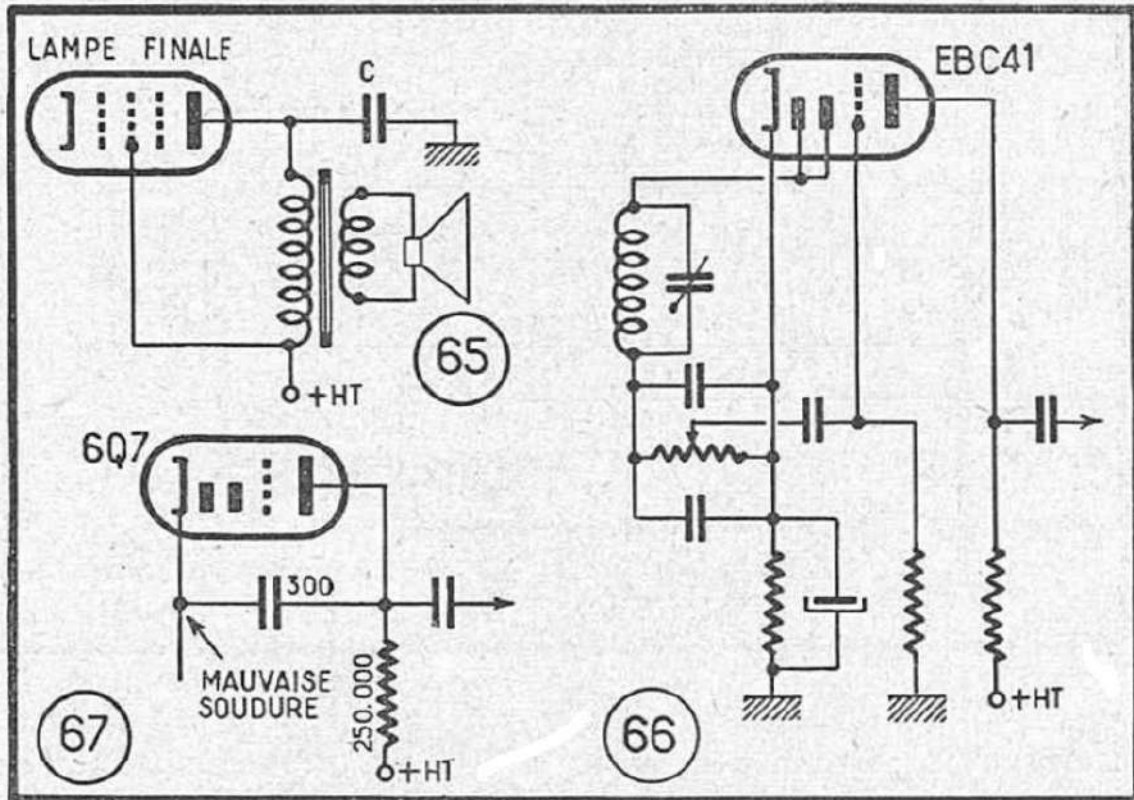 LAMPE FINALE
C
65
+HT
EBC41
66
+HT
6Q7
300
MAUVAISE
SOUDURE
250.000
+HT
67